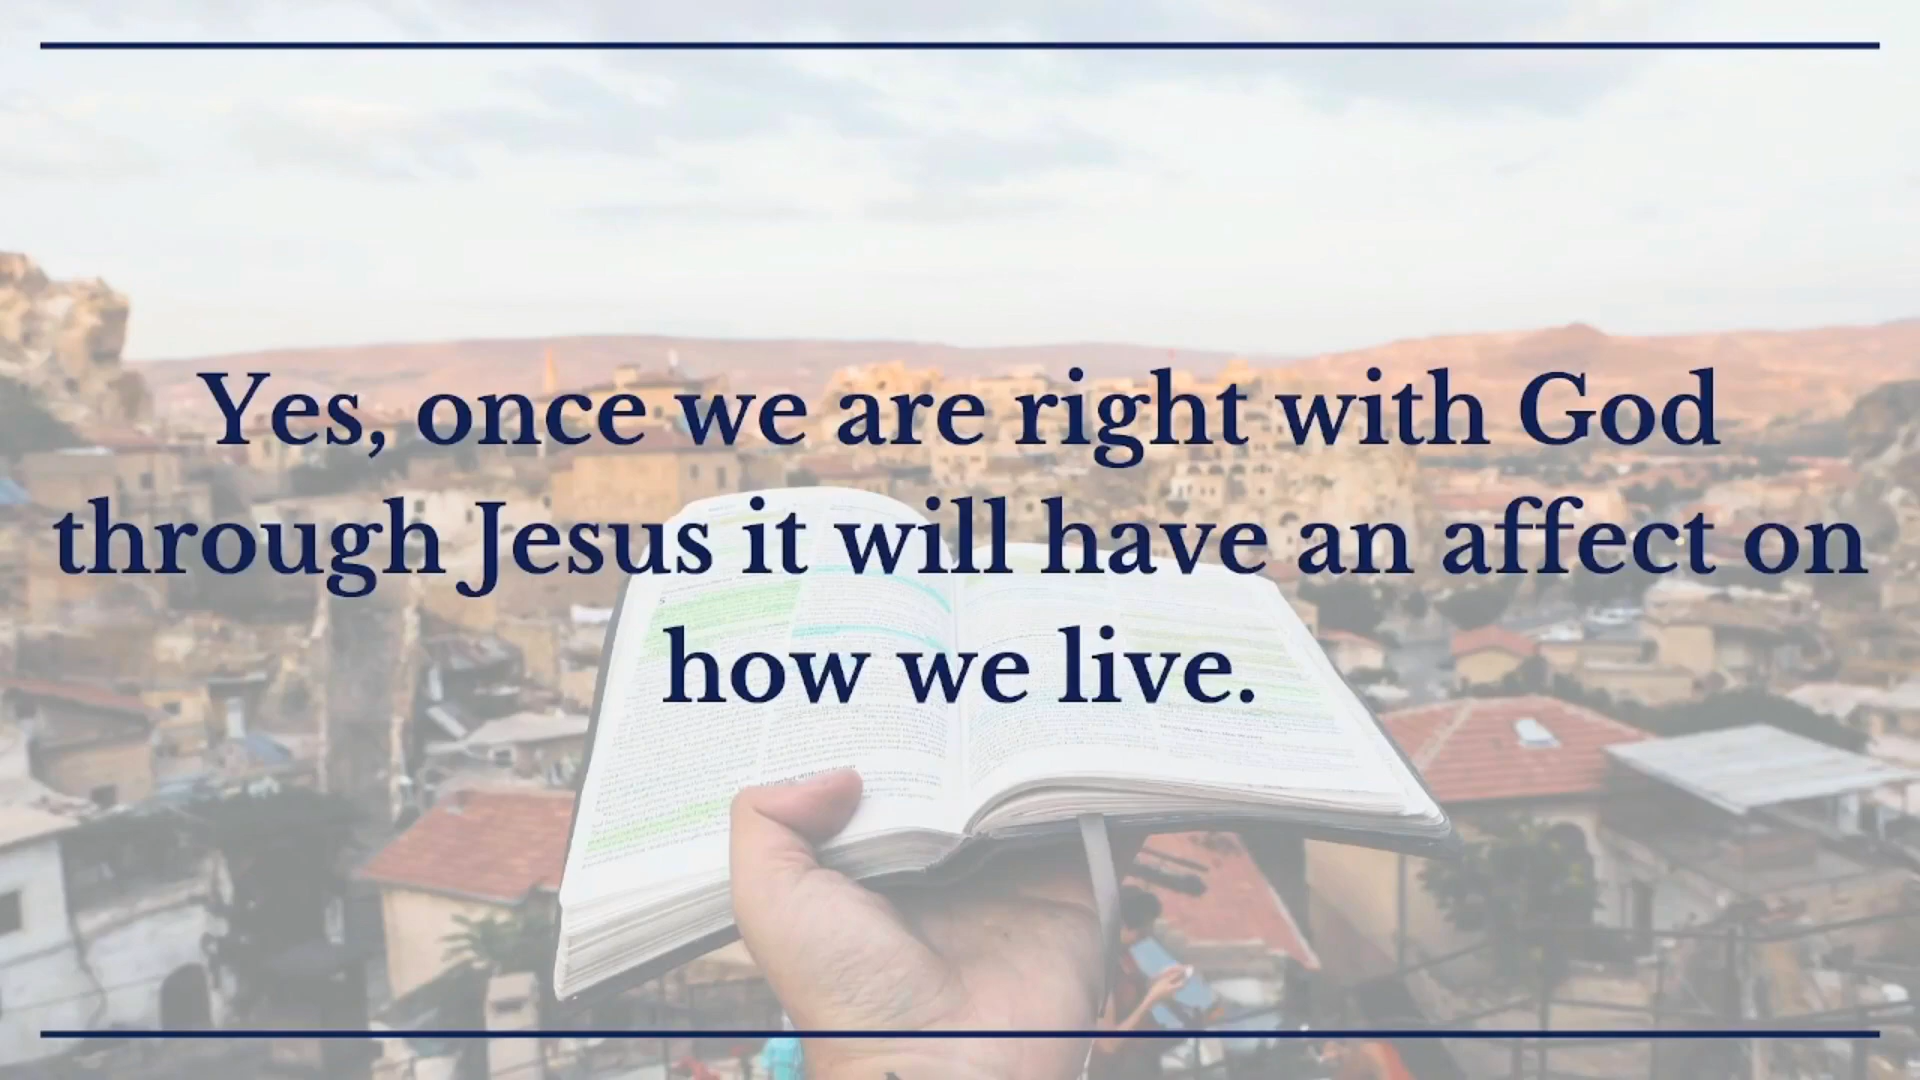 Yes, once we are right with God
through Jesus it will have an affect on
how we live.